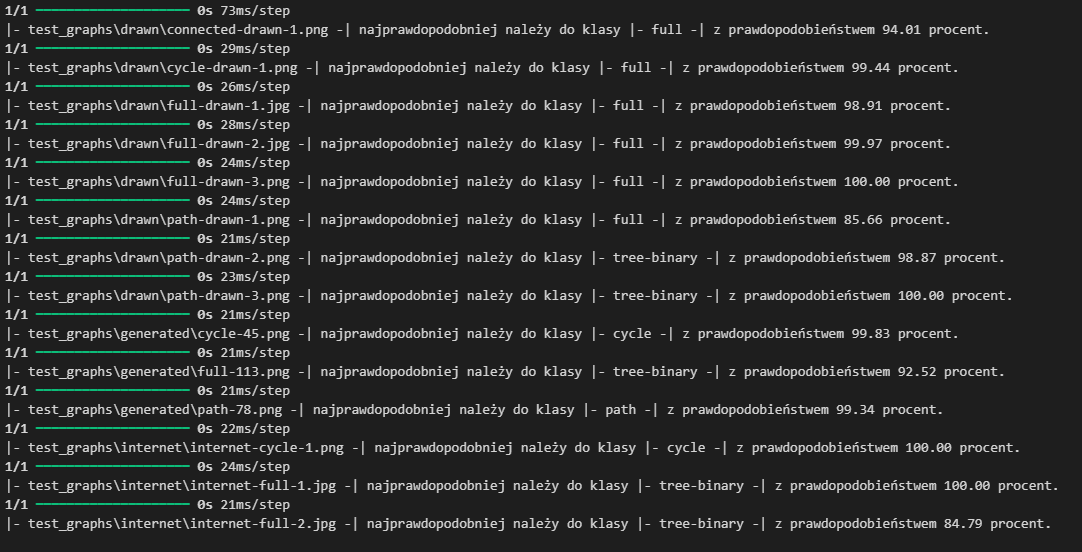 1/1 ━━━━━━━━━━━━━━━━━━━━ 0s 73ms/step
|- test_graphs\drawn\connected-drawn-1.png -| najprawdopodobniej należy do klasy |- full -| z prawdopodobieństwem 94.01 procent.
1/1 ━━━━━━━━━━━━━━━━━━━━ 0s 29ms/step
|- test_graphs\drawn\cycle-drawn-1.png -| najprawdopodobniej należy do klasy |- full -| z prawdopodobieństwem 99.44 procent.
1/1 ━━━━━━━━━━━━━━━━━━━━ 0s 26ms/step
|- test_graphs\drawn\full-drawn-1.jpg -| najprawdopodobniej należy do klasy |- full -| z prawdopodobieństwem 98.91 procent.
1/1 ━━━━━━━━━━━━━━━━━━━━ 0s 28ms/step
|- test_graphs\drawn\full-drawn-2.jpg -| najprawdopodobniej należy do klasy |- full -| z prawdopodobieństwem 99.97 procent.
1/1 ━━━━━━━━━━━━━━━━━━━━ 0s 24ms/step
|- test_graphs\drawn\full-drawn-3.png -| najprawdopodobniej należy do klasy |- full -| z prawdopodobieństwem 100.00 procent.
1/1 ━━━━━━━━━━━━━━━━━━━━ 0s 24ms/step
|- test_graphs\drawn\path-drawn-1.png -| najprawdopodobniej należy do klasy |- full -| z prawdopodobieństwem 85.66 procent.
1/1 ━━━━━━━━━━━━━━━━━━━━ 0s 21ms/step
|- test_graphs\drawn\path-drawn-2.png -| najprawdopodobniej należy do klasy |- tree-binary -| z prawdopodobieństwem 98.87 procent.
1/1 ━━━━━━━━━━━━━━━━━━━━ 0s 23ms/step
|- test_graphs\drawn\path-drawn-3.png -| najprawdopodobniej należy do klasy |- tree-binary -| z prawdopodobieństwem 100.00 procent.
1/1 ━━━━━━━━━━━━━━━━━━━━ 0s 21ms/step
|- test_graphs\generated\cycle-45.png -| najprawdopodobniej należy do klasy |- cycle -| z prawdopodobieństwem 99.83 procent.
1/1 ━━━━━━━━━━━━━━━━━━━━ 0s 21ms/step
|- test_graphs\generated\full-113.png -| najprawdopodobniej należy do klasy |- tree-binary -| z prawdopodobieństwem 92.52 procent.
1/1 ━━━━━━━━━━━━━━━━━━━━ 0s 21ms/step
|- test_graphs\generated\path-78.png -| najprawdopodobniej należy do klasy |- path -| z prawdopodobieństwem 99.34 procent.
1/1 ━━━━━━━━━━━━━━━━━━━━ 0s 22ms/step
|- test_graphs\internet\internet-cycle-1.png -| najprawdopodobniej należy do klasy |- cycle -| z prawdopodobieństwem 100.00 procent.
1/1 ━━━━━━━━━━━━━━━━━━━━ 0s 24ms/step
|- test_graphs\internet\internet-full-1.jpg -| najprawdopodobniej należy do klasy |- tree-binary -| z prawdopodobieństwem 100.00 procent.
1/1 ━━━━━━━━━━━━━━━━━━━━ 0s 21ms/step
|- test_graphs\internet\internet-full-2.jpg -| najprawdopodobniej należy do klasy |- tree-binary -| z prawdopodobieństwem 84.79 procent.